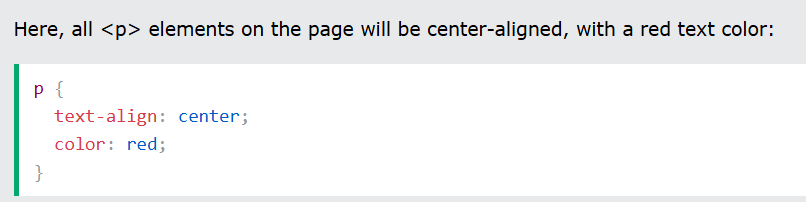 Here, all <p> elements on the page will be center-aligned, with a red text color:
p {
  text-align: center;
  color: red;
}